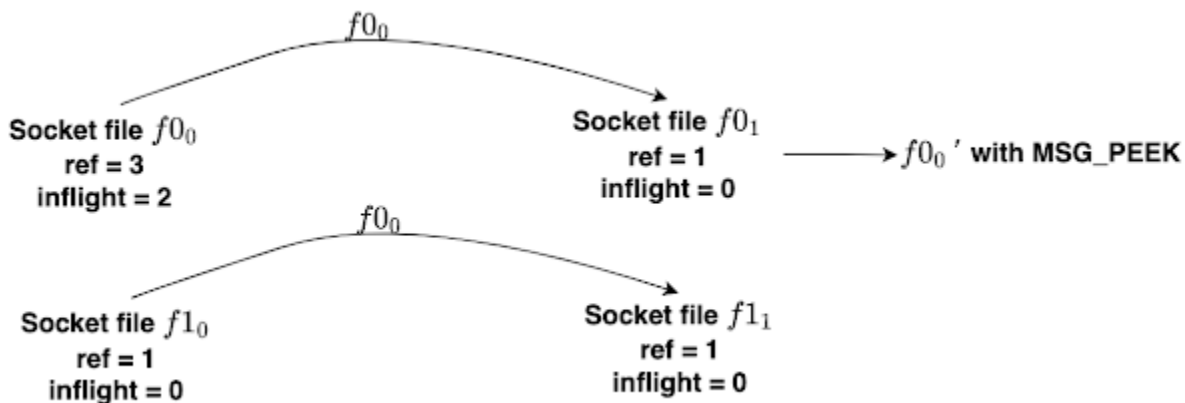 f0₀
Socket file f0₀
ref = 3
inflight = 2
Socket file f0₁
ref = 1
inflight = 0
f0₀ ′ with MSG_PEEK
f0₀
Socket file f1₀
ref = 1
inflight = 0
Socket file f1₁
ref = 1
inflight = 0